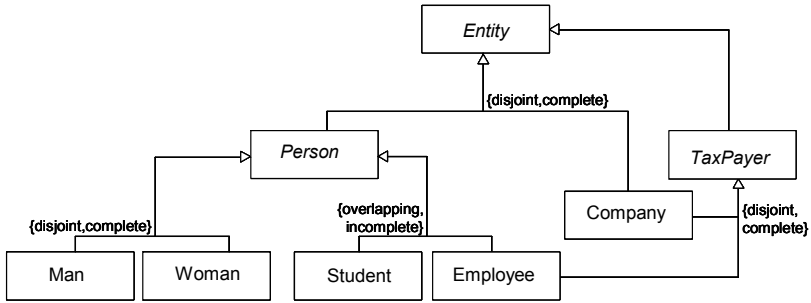 Entity
{disjoint,complete}
Person
TaxPayer
{disjoint,complete}
{overlapping,
incomplete}
Company
{disjoint,
complete}
Man
Woman
Student
Employee